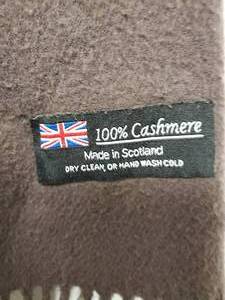 100% Cashmere
Made in Scotland
DRY CLEAN, OR HAND WASH COLD